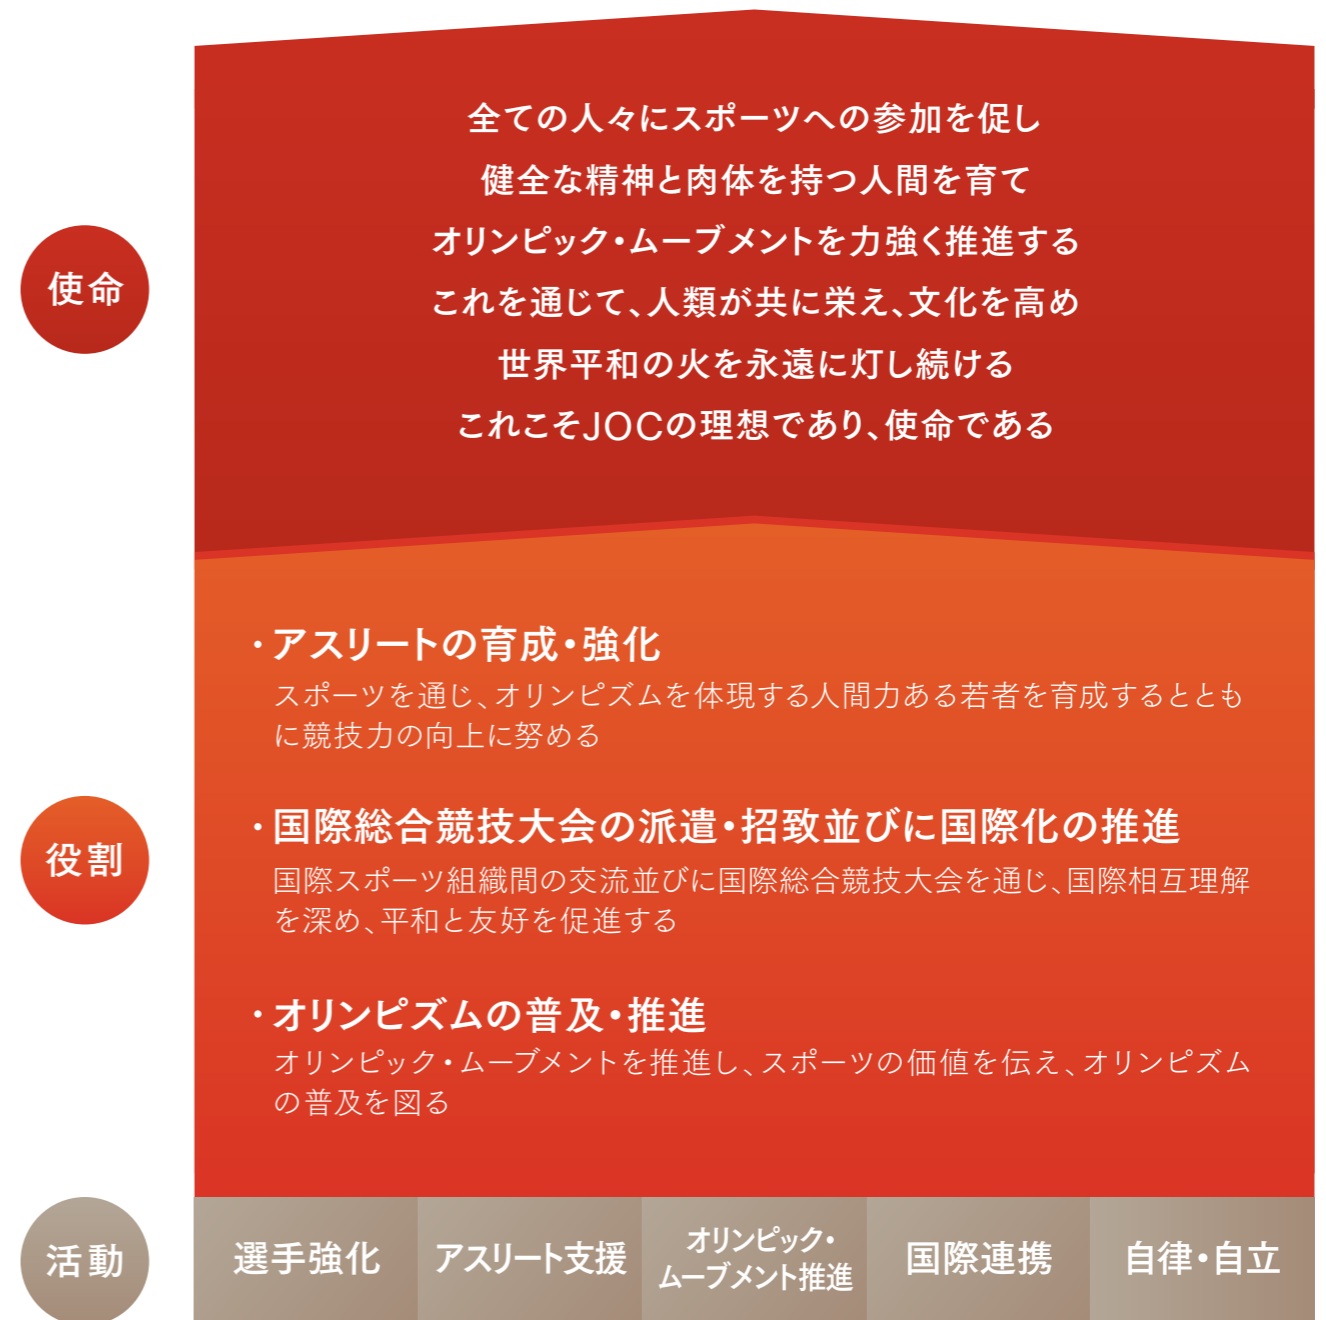 使命
全ての人々にスポーツへの参加を促し
健全な精神と肉体を持つ人間を育て
オリンピック・ムーブメントを力強く推進する
これを通じて、人類が共に栄え、文化を高め
世界平和の火を永遠に灯し続ける
これこそJOCの理想であり、使命である
役割
・アスリートの育成・強化
スポーツを通じ、オリンピズムを体現する人間力ある若者を育成するととも
に競技力の向上に努める
・国際総合競技大会の派遣・招致並びに国際化の推進
国際スポーツ組織間の交流並びに国際総合競技大会を通じ、国際相互理解
を深め、平和と友好を促進する
・オリンピズムの普及・推進
オリンピック・ムーブメントを推進し、スポーツの価値を伝え、オリンピズム
の普及を図る
活動
選手強化
アスリート支援
オリンピック・
ムーブメント推進
国際連携
自律・自立